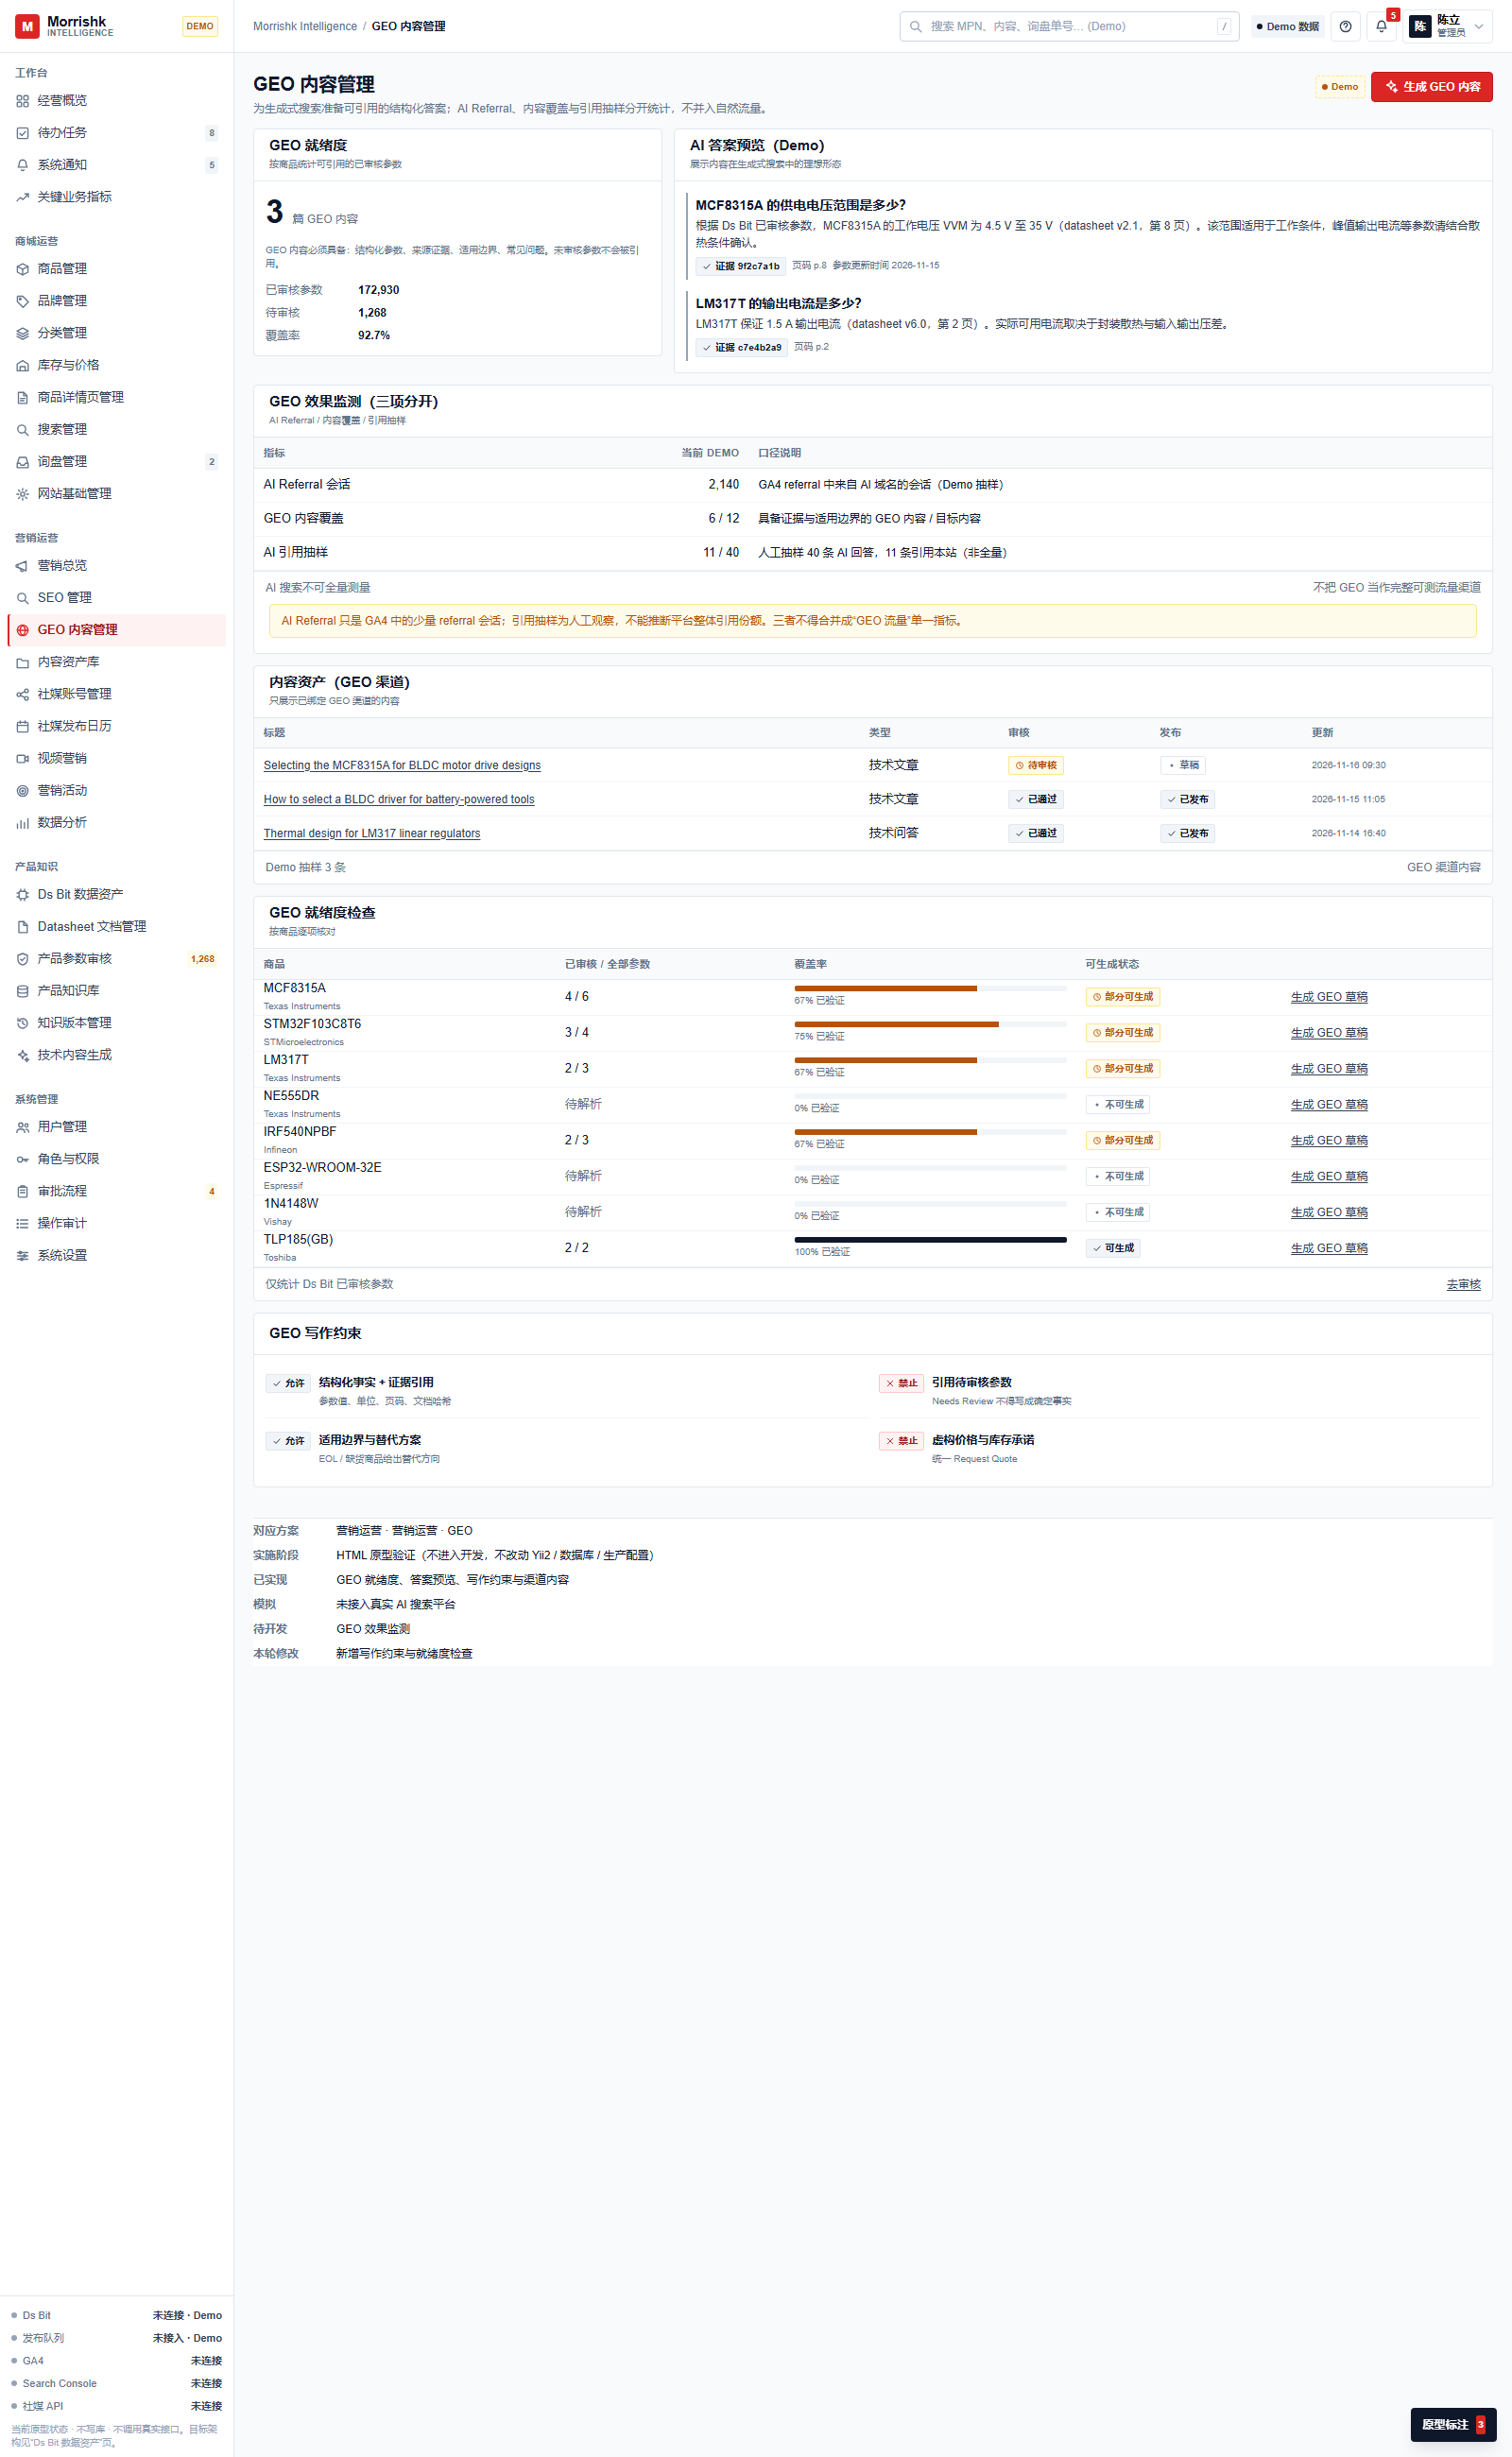 M
Morrishk
INTELLIGENCE
DEMO
Morrishk Intelligence / GEO 内容管理
搜索 MPN、内容、询盘单号... (Demo)
/
Demo 数据
5
陈
陈立
管理员
工作台
经营概览
待办任务 8
系统通知 5
关键业务指标
商城运营
商品管理
品牌管理
分类管理
库存与价格
商品详情页管理
搜索管理
询盘管理 2
网站基础管理
营销运营
营销总览
SEO 管理
GEO 内容管理
内容资产库
社媒账号管理
社媒发布日历
视频营销
营销活动
数据分析
产品知识
Ds Bit 数据资产
Datasheet 文档管理
产品参数审核 1,268
产品知识库
知识版本管理
技术内容生成
系统管理
用户管理
角色与权限
审批流程 4
操作审计
系统设置
Ds Bit 未连接 · Demo
发布队列 未接入 · Demo
GA4 未连接
Search Console 未连接
社媒 API 未连接
当前原型状态 · 不写库 · 不调用真实接口。目标架
构见“Ds Bit 数据资产”页。
GEO 内容管理
为生成式搜索准备可引用的结构化答案；AI Referral、内容覆盖与引用抽样分开统计，不并入自然流量。
Demo
生成 GEO 内容
GEO 就绪度
按商品统计可引用的已审核参数
3 篇 GEO 内容
GEO 内容必须具备：结构化参数、来源证据、适用边界、常见问题。未审核参数不会被引
用。
已审核参数 172,930
待审核 1,268
覆盖率 92.7%
AI 答案预览（Demo）
展示内容在生成式搜索中的理想形态
MCF8315A 的供电电压范围是多少?
根据 Ds Bit 已审核参数，MCF8315A 的工作电压 VVM 为 4.5 V 至 35 V（datasheet v2.1，第 8 页）。该范围适用于工作条件，峰值输出电流等参数请结合散
热条件确认。
证据 9f2c7a1b 页码 p.8 参数更新时间 2026-11-15
LM317T 的输出电流是多少?
LM317T 保证 1.5 A 输出电流（datasheet v6.0，第 2 页）。实际可用电流取决于封装散热与输入输出压差。
证据 c7e4b2a9 页码 p.2
GEO 效果监测（三项分开）
AI Referral / 内容覆盖 / 引用抽样
指标 当前 DEMO 口径说明
AI Referral 会话 2,140 GA4 referral 中来自 AI 域名的会话（Demo 抽样）
GEO 内容覆盖 6 / 12 具备证据与适用边界的 GEO 内容 / 目标内容
AI 引用抽样 11 / 40 人工抽样 40 条 AI 回答，11 条引用本站（非全量）
AI 搜索不可全量测量 不把 GEO 当作完整可测流量渠道
AI Referral 只是 GA4 中的少量 referral 会话；引用抽样为人工观察，不能推断平台整体引用份额。三者不得合并成“GEO 流量”单一指标。
内容资产（GEO 渠道）
只展示已绑定 GEO 渠道的内容
标题 类型 审核 发布 更新
Selecting the MCF8315A for BLDC motor drive designs 技术文章 待审核 草稿 2026-11-16 09:30
How to select a BLDC driver for battery-powered tools 技术文章 已通过 已发布 2026-11-15 11:05
Thermal design for LM317 linear regulators 技术问答 已通过 已发布 2026-11-14 16:40
Demo 抽样 3 条 GEO 渠道内容
GEO 就绪度检查
按商品逐项核对
商品 已审核 / 全部参数 覆盖率 可生成状态
MCF8315A
Texas Instruments 4 / 6 67% 已验证 部分可生成 生成 GEO 草稿
STM32F103C8T6
STMicroelectronics 3 / 4 75% 已验证 部分可生成 生成 GEO 草稿
LM317T
Texas Instruments 2 / 3 67% 已验证 部分可生成 生成 GEO 草稿
NE555DR
Texas Instruments 待解析 0% 已验证 不可生成 生成 GEO 草稿
IRF540NPBF
Infineon 2 / 3 67% 已验证 部分可生成 生成 GEO 草稿
ESP32-WROOM-32E
Espressif 待解析 0% 已验证 不可生成 生成 GEO 草稿
1N4148W
Vishay 待解析 0% 已验证 不可生成 生成 GEO 草稿
TLP185(GB)
Toshiba 2 / 2 100% 已验证 可生成 生成 GEO 草稿
仅统计 Ds Bit 已审核参数 去审核
GEO 写作约束
允许 结构化事实 + 证据引用
参数值、单位、页码、文档哈希
禁止 引用待审核参数
Needs Review 不得写成确定事实
允许 适用边界与替代方案
EOL / 缺货商品给出替代方向
禁止 虚构价格与库存承诺
统一 Request Quote
对应方案 营销运营 · 营销运营 · GEO
实施阶段 HTML 原型验证（不进入开发，不改动 Yii2 / 数据库 / 生产配置）
已实现 GEO 就绪度、答案预览、写作约束与渠道内容
模拟 未接入真实 AI 搜索平台
待开发 GEO 效果监测
本轮修改 新增写作约束与就绪度检查
原型标注 3